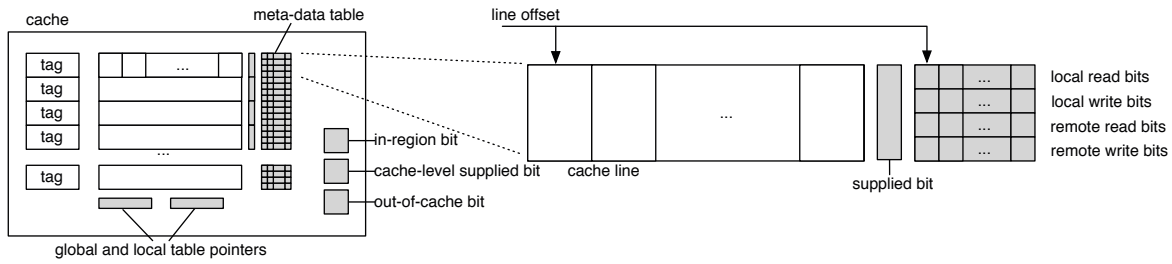 cache
meta-data table
line offset
tag
...
tag
tag
tag
...
tag
in-region bit
cache-level supplied bit
out-of-cache bit
global and local table pointers
...
cache line
supplied bit
... local read bits
... local write bits
... remote read bits
... remote write bits